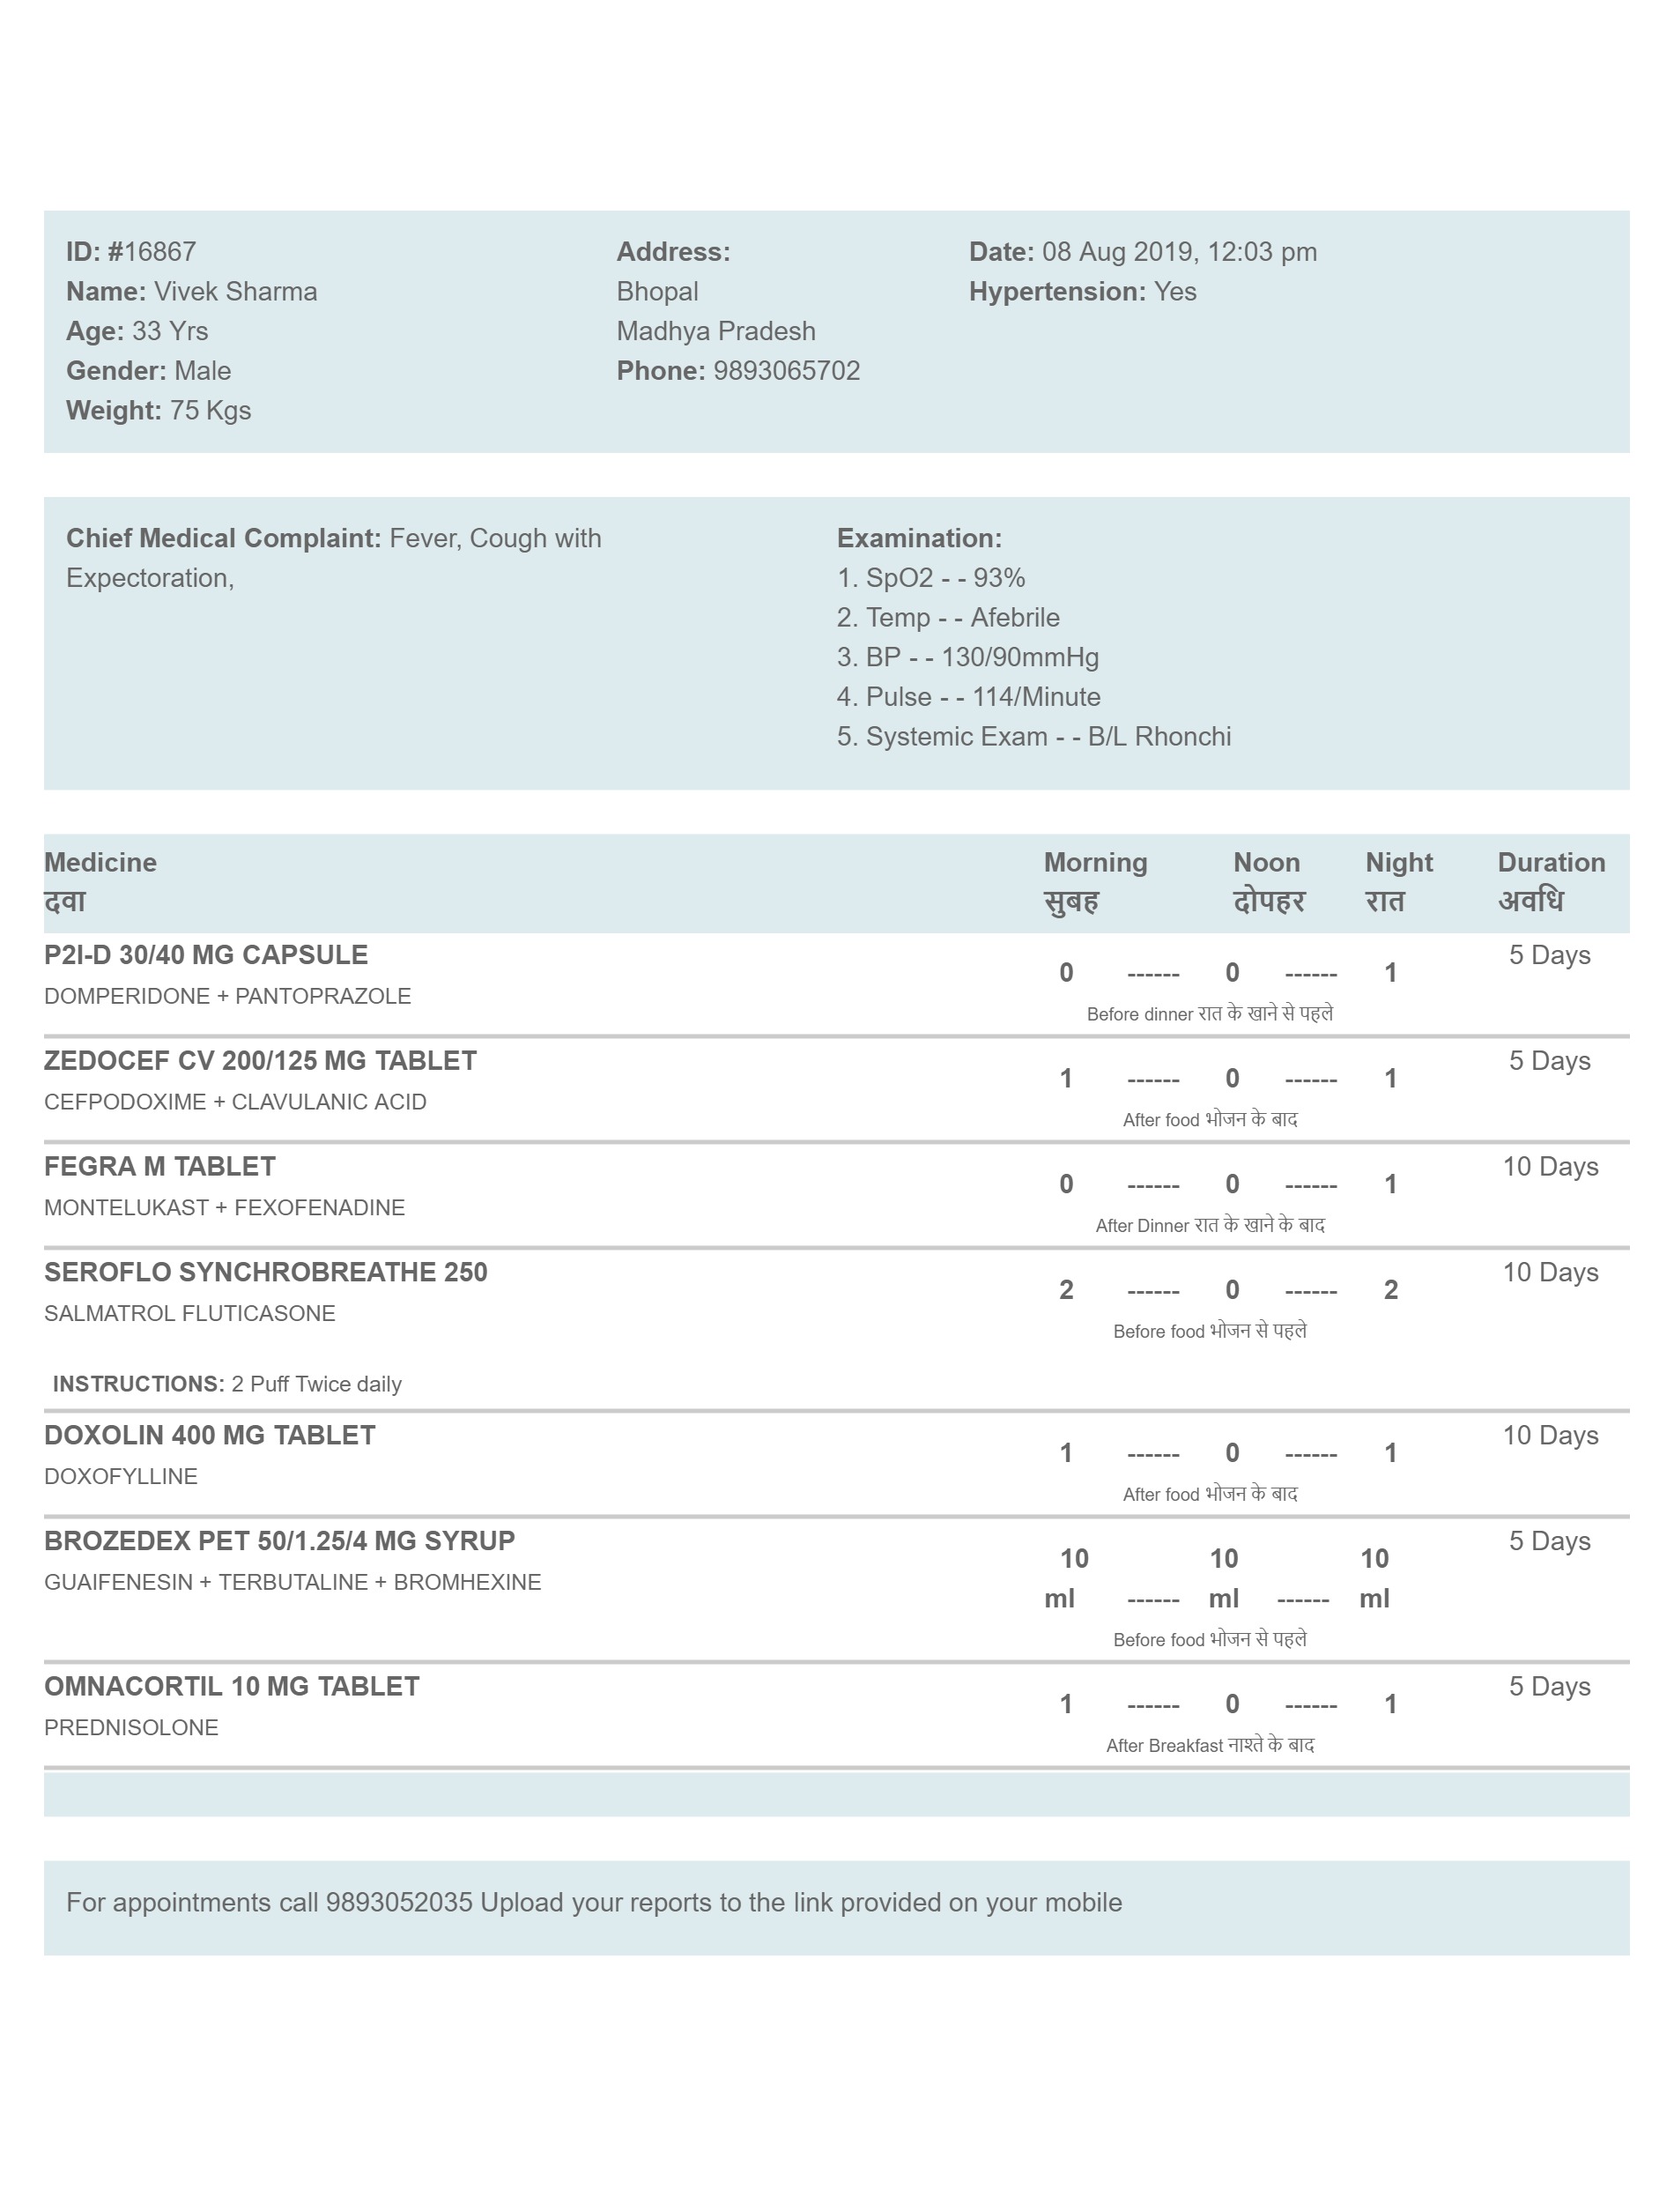 ID: #16867
Name: Vivek Sharma
Age: 33 Yrs
Gender: Male
Weight: 75 Kgs
Address:
Bhopal
Madhya Pradesh
Phone: 9893065702
Date: 08 Aug 2019, 12:03 pm
Hypertension: Yes
Chief Medical Complaint: Fever, Cough with
Expectoration,
Examination:
1. SpO2 - - 93%
2. Temp - - Afebrile
3. BP - - 130/90mmHg
4. Pulse - - 114/Minute
5. Systemic Exam - - B/L Rhonchi
Medicine Morning Noon Night Duration
दवा सुबह दोपहर रात अवधि
P2I-D 30/40 MG CAPSULE 5 Days
0 ------ 0 ------ 1
DOMPERIDONE + PANTOPRAZOLE
Before dinner रात के खाने से पहले
ZEDOCEF CV 200/125 MG TABLET 5 Days
1 ------ 0 ------ 1
CEFPODOXIME + CLAVULANIC ACID
After food भोजन के बाद
FEGRA M TABLET 10 Days
0 ------ 0 ------ 1
MONTELUKAST + FEXOFENADINE
After Dinner रात के खाने के बाद
SEROFLO SYNCHROBREATHE 250 10 Days
2 ------ 0 ------ 2
SALMATROL FLUTICASONE
Before food भोजन से पहले
INSTRUCTIONS: 2 Puff Twice daily
DOXOLIN 400 MG TABLET 10 Days
1 ------ 0 ------ 1
DOXOFYLLINE
After food भोजन के बाद
BROZEDEX PET 50/1.25/4 MG SYRUP 5 Days
10 10 10
GUAIFENESIN + TERBUTALINE + BROMHEXINE
ml ------ ml ------ ml
Before food भोजन से पहले
OMNACORTIL 10 MG TABLET 5 Days
1 ------ 0 ------ 1
PREDNISOLONE
After Breakfast नाश्ते के बाद
For appointments call 9893052035 Upload your reports to the link provided on your mobile